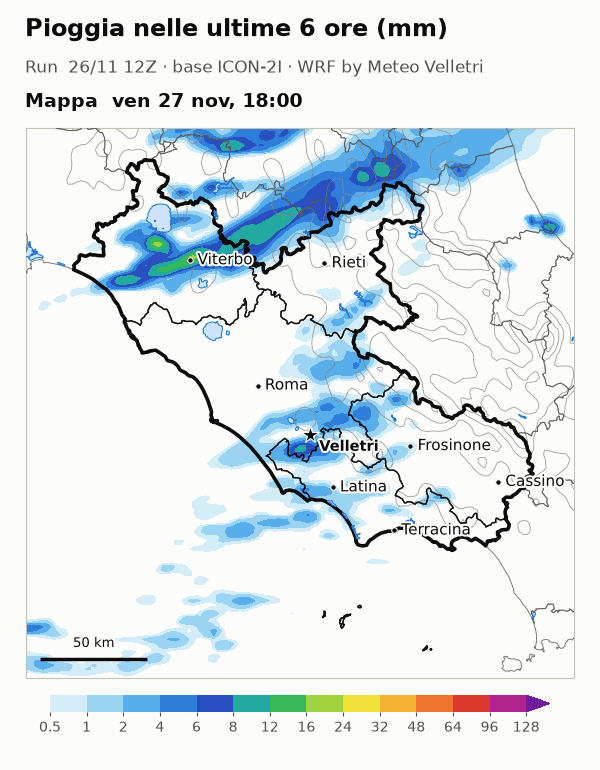 Pioggia nelle ultime 6 ore (mm)
Run 26/11 12Z · base ICON-2I · WRF by Meteo Velletri
Mappa ven 27 nov, 18:00
Viterbo
Rieti
Roma
Velletri
Frosinone
Cassino
Latina
Terracina
50 km
0.5 1 2 4 6 8 12 16 24 32 48 64 96 128